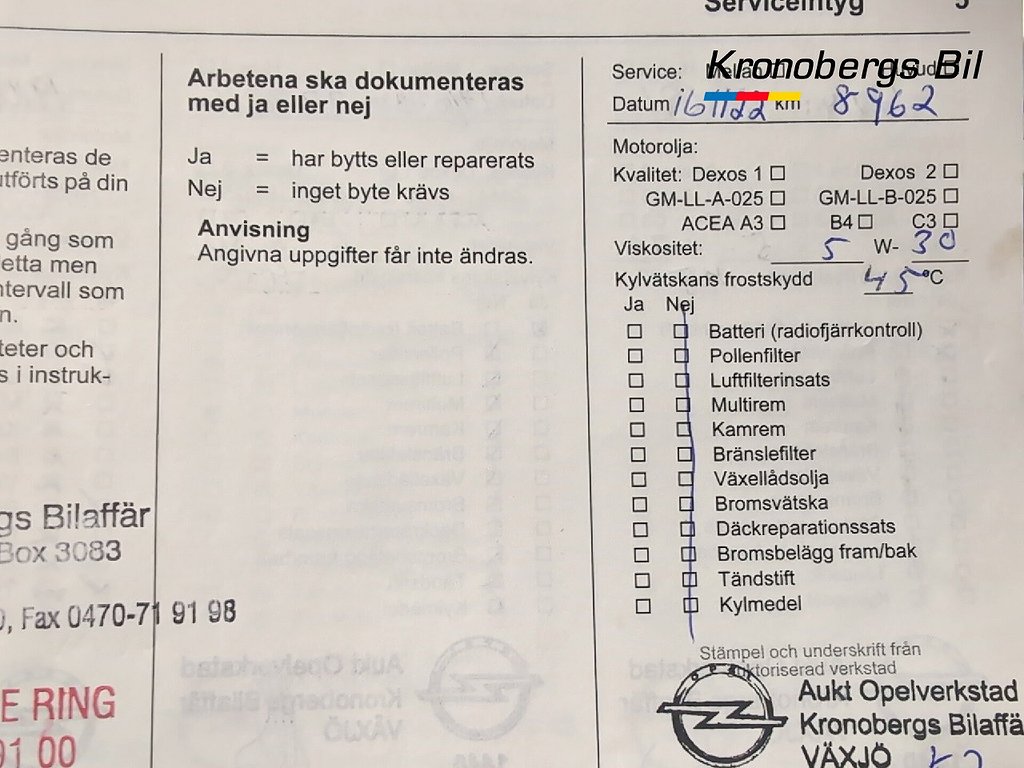 Serviceintyg 5
Kronobergs Bil
Arbetena ska dokumenteras
med ja eller nej
Ja = har bytts eller reparerats
Nej = inget byte krävs
Anvisning
Angivna uppgifter får inte ändras.
enteras de
utförts på din
gång som
etta men
ntervall som
n.
teter och
s i instruk-
gs Bilaffär
Box 3083
0, Fax 0470-71 91 98
E RING
91 00
Service:
Datum 161122 km 8962
Motorolja:
Kvalitet: Dexos 1 Dexos 2
GM-LL-A-025 GM-LL-B-025
ACEA A3 B4 C3
Viskositet: 5 W- 30
Kylvätskans frostskydd 45 °C
Ja Nej
Batteri (radiofjärrkontroll)
Pollenfilter
Luftfilterinsats
Multirem
Kamrem
Bränslefilter
Växellådsolja
Bromsvätska
Däckreparationssats
Bromsbelägg fram/bak
Tändstift
Kylmedel
Stämpel och underskrift från
auktoriserad verkstad
Aukt Opelverkstad
Kronobergs Bilaffä
VÄXJÖ